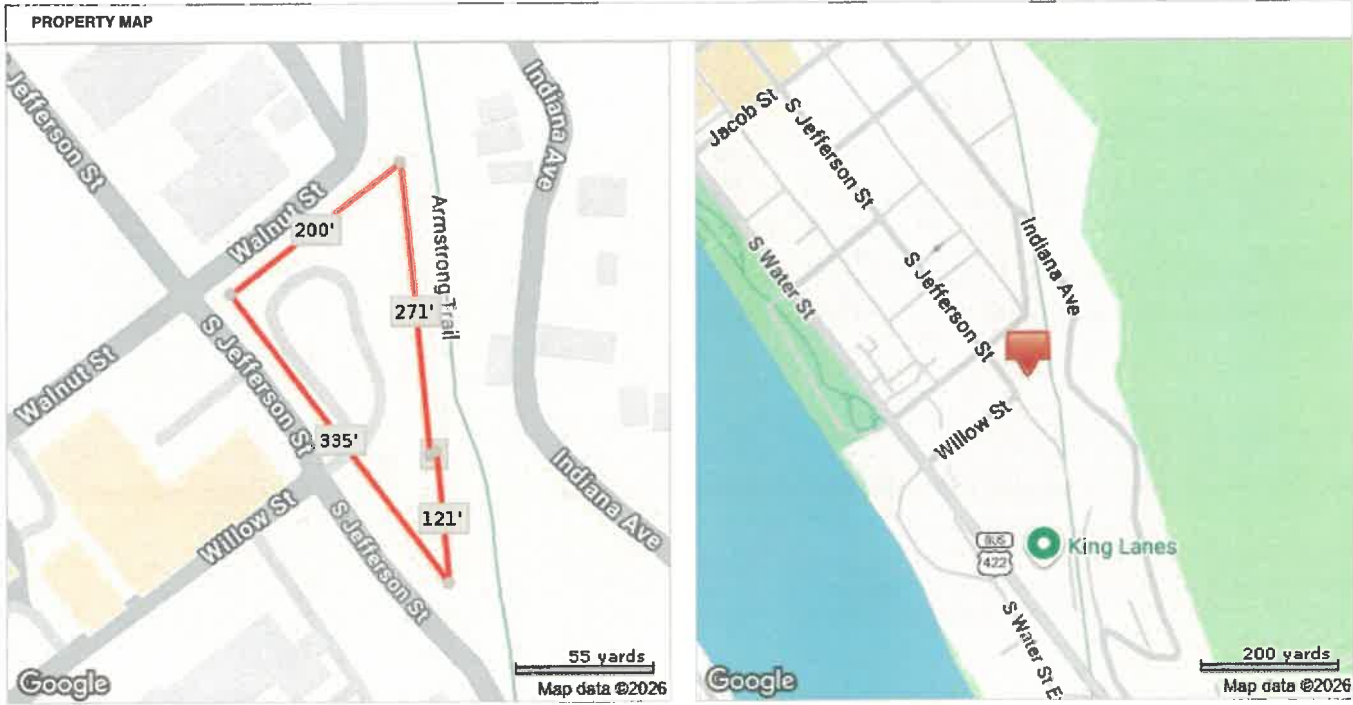 PROPERTY MAP
S Jefferson St
Indiana Ave
Walnut St
200'
Armstrong Trail
271'
S Jefferson St
Walnut St
335'
Indiana Ave
121'
Willow St
S Jefferson St
55 yards
Google
Map data ©2026
Jacob St
S Jefferson St
Indiana Ave
S Water St
S Jefferson St
Willow St
BUS
422
King Lanes
S Water St E
200 yards
Google
Map data ©2026